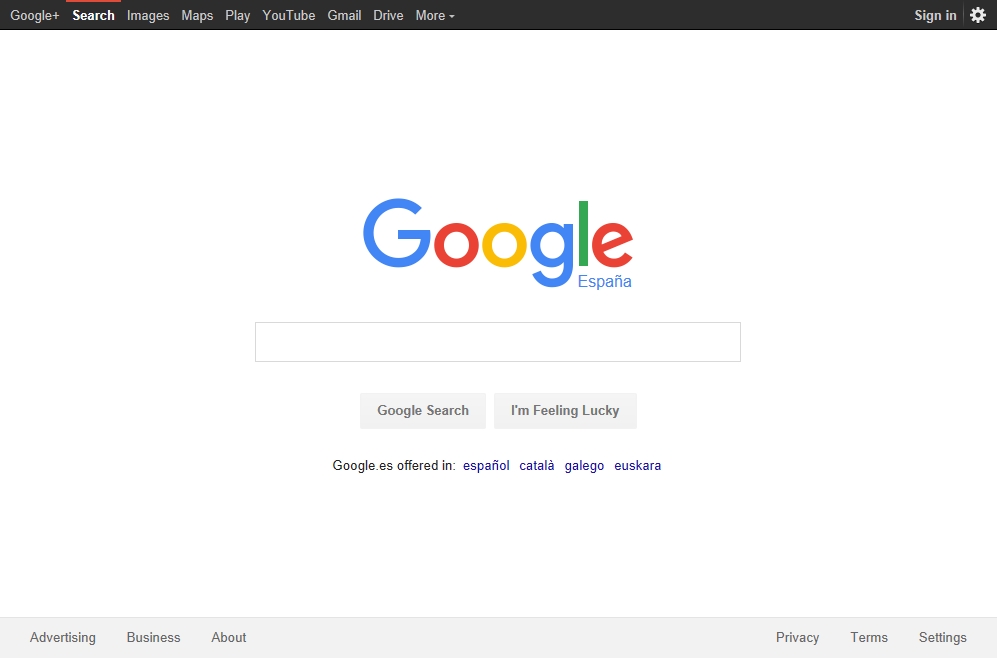 Google+ Search Images Maps Play YouTube Gmail Drive More Sign in
Google
España
Google Search I'm Feeling Lucky
Google.es offered in: español català galego euskara
Advertising Business About Privacy Terms Settings